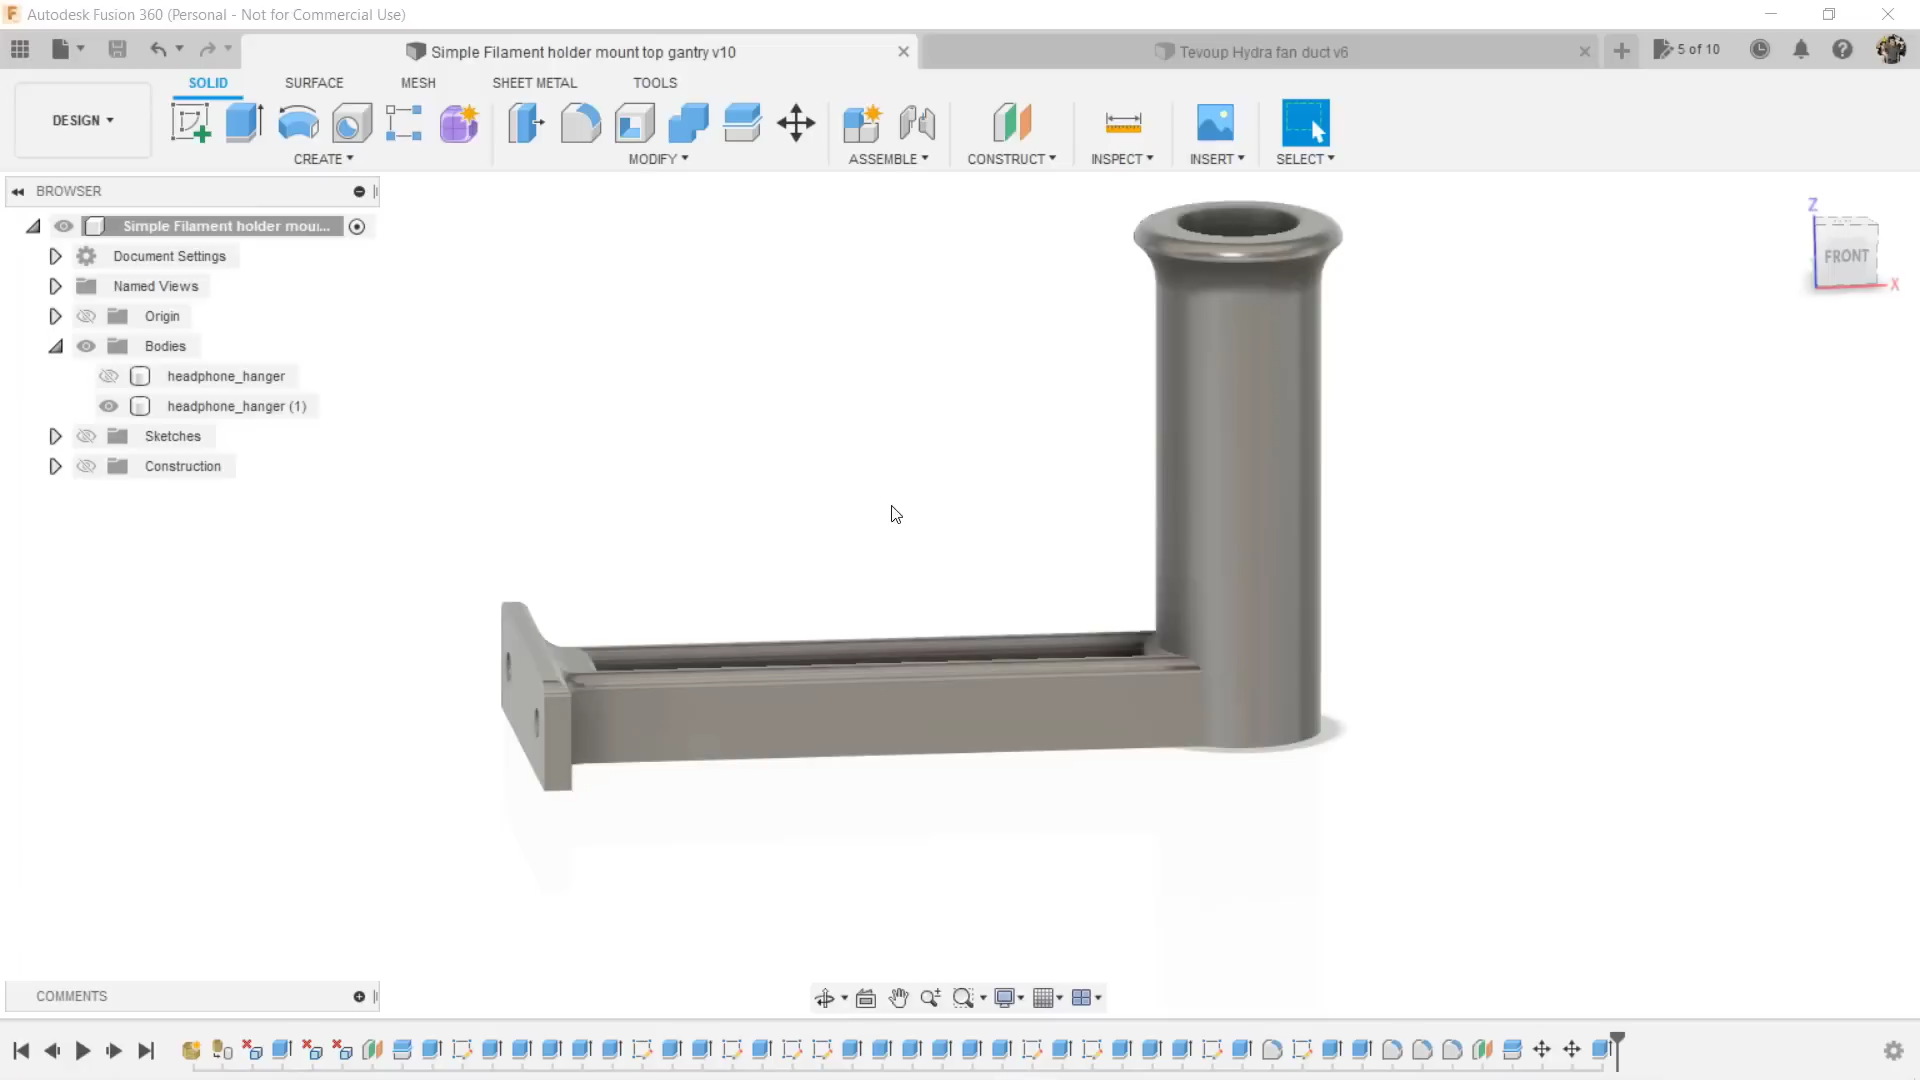 Autodesk Fusion 360 (Personal - Not for Commercial Use)
Simple Filament holder mount top gantry v10
Tevoup Hydra fan duct v6
5 of 10
SOLID
SURFACE
MESH
SHEET METAL
TOOLS
DESIGN
CREATE
MODIFY
ASSEMBLE
CONSTRUCT
INSPECT
INSERT
SELECT
BROWSER
Simple Filament holder mou...
Document Settings
Named Views
Origin
Bodies
headphone_hanger
headphone_hanger (1)
Sketches
Construction
Z
FRONT
X
COMMENTS